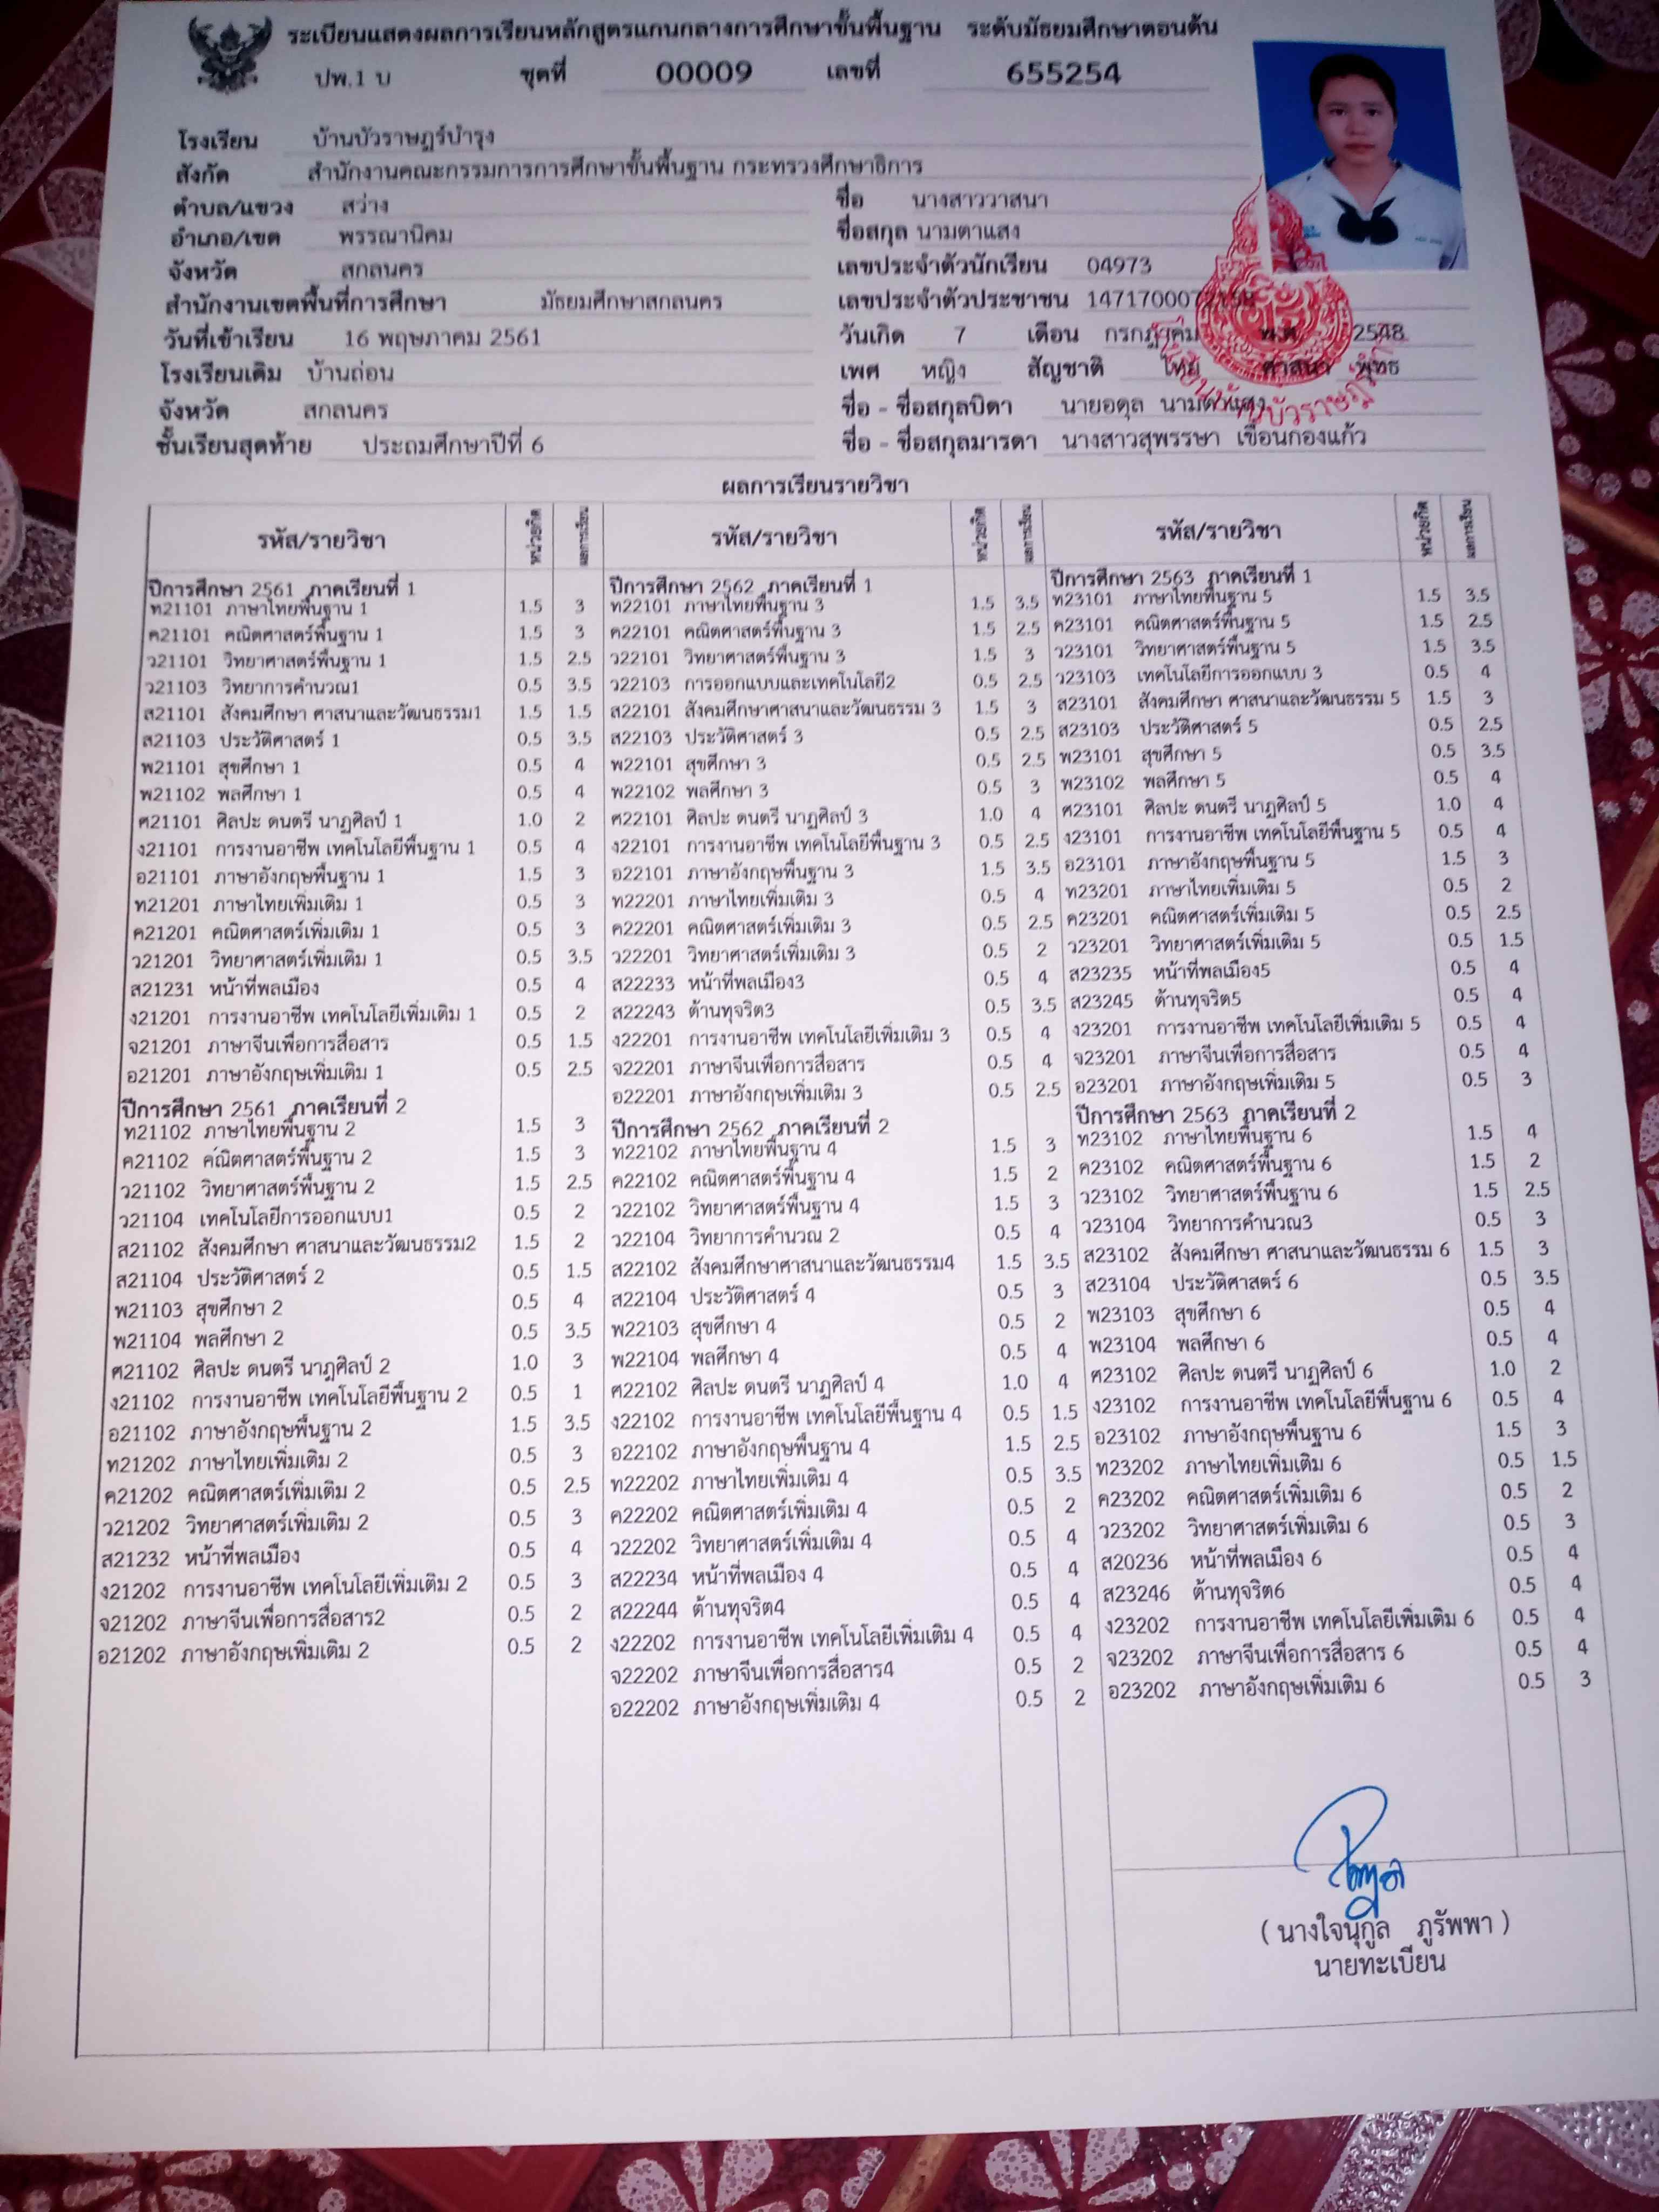 ระเบียนแสดงผลการเรียนหลักสูตรแกนกลางการศึกษาขั้นพื้นฐาน ระดับมัธยมศึกษาตอนต้น
ปพ.1 บ ชุดที่ 00009 เลขที่ 655254
โรงเรียน บ้านบัวราษฎร์บำรุง
สังกัด สำนักงานคณะกรรมการการศึกษาขั้นพื้นฐาน กระทรวงศึกษาธิการ
ตำบล/แขวง สว่าง
อำเภอ/เขต พรรณานิคม
จังหวัด สกลนคร
สำนักงานเขตพื้นที่การศึกษา มัธยมศึกษาสกลนคร
วันที่เข้าเรียน 16 พฤษภาคม 2561
โรงเรียนเดิม บ้านถ่อน
จังหวัด สกลนคร
ชั้นเรียนสุดท้าย ประถมศึกษาปีที่ 6
ชื่อ นางสาววาสนา
ชื่อสกุล นามตาแสง
เลขประจำตัวนักเรียน 04973
เลขประจำตัวประชาชน
วันเกิด 7 เดือน กรกฎาคม พ.ศ. 2548
เพศ หญิง สัญชาติ ไทย ศาสนา พุทธ
ชื่อ - ชื่อสกุลบิดา นายอดุล นามตาแสง
ชื่อ - ชื่อสกุลมารดา นางสาวสุพรรษา เขื่อนกองแก้ว
ผลการเรียนรายวิชา
รหัส/รายวิชา หน่วยกิต ผลการเรียน
ปีการศึกษา 2561 ภาคเรียนที่ 1
ท21101 ภาษาไทยพื้นฐาน 1 1.5 3
ค21101 คณิตศาสตร์พื้นฐาน 1 1.5 3
ว21101 วิทยาศาสตร์พื้นฐาน 1 1.5 2.5
ว21103 วิทยาการคำนวณ1 0.5 3.5
ส21101 สังคมศึกษา ศาสนาและวัฒนธรรม1 1.5 1.5
ส21103 ประวัติศาสตร์ 1 0.5 3.5
พ21101 สุขศึกษา 1 0.5 4
พ21102 พลศึกษา 1 0.5 4
ศ21101 ศิลปะ ดนตรี นาฏศิลป์ 1 1.0 2
ง21101 การงานอาชีพ เทคโนโลยีพื้นฐาน 1 0.5 4
อ21101 ภาษาอังกฤษพื้นฐาน 1 1.5 3
ท21201 ภาษาไทยเพิ่มเติม 1 0.5 3
ค21201 คณิตศาสตร์เพิ่มเติม 1 0.5 3
ว21201 วิทยาศาสตร์เพิ่มเติม 1 0.5 3.5
ส21231 หน้าที่พลเมือง 0.5 4
ง21201 การงานอาชีพ เทคโนโลยีเพิ่มเติม 1 0.5 2
จ21201 ภาษาจีนเพื่อการสื่อสาร 0.5 1.5
อ21201 ภาษาอังกฤษเพิ่มเติม 1 0.5 2.5
ปีการศึกษา 2561 ภาคเรียนที่ 2
ท21102 ภาษาไทยพื้นฐาน 2 1.5 3
ค21102 คณิตศาสตร์พื้นฐาน 2 1.5 3
ว21102 วิทยาศาสตร์พื้นฐาน 2 1.5 2.5
ว21104 เทคโนโลยีการออกแบบ1 0.5 2
ส21102 สังคมศึกษา ศาสนาและวัฒนธรรม2 1.5 2
ส21104 ประวัติศาสตร์ 2 0.5 1.5
พ21103 สุขศึกษา 2 0.5 4
พ21104 พลศึกษา 2 0.5 3.5
ศ21102 ศิลปะ ดนตรี นาฏศิลป์ 2 1.0 3
ง21102 การงานอาชีพ เทคโนโลยีพื้นฐาน 2 0.5 1
อ21102 ภาษาอังกฤษพื้นฐาน 2 1.5 3.5
ท21202 ภาษาไทยเพิ่มเติม 2 0.5 3
ค21202 คณิตศาสตร์เพิ่มเติม 2 0.5 2.5
ว21202 วิทยาศาสตร์เพิ่มเติม 2 0.5 3
ส21232 หน้าที่พลเมือง 0.5 4
ง21202 การงานอาชีพ เทคโนโลยีเพิ่มเติม 2 0.5 3
จ21202 ภาษาจีนเพื่อการสื่อสาร2 0.5 2
อ21202 ภาษาอังกฤษเพิ่มเติม 2 0.5 2
รหัส/รายวิชา หน่วยกิต ผลการเรียน
ปีการศึกษา 2562 ภาคเรียนที่ 1
ท22101 ภาษาไทยพื้นฐาน 3 1.5 3.5
ค22101 คณิตศาสตร์พื้นฐาน 3 1.5 2.5
ว22101 วิทยาศาสตร์พื้นฐาน 3 1.5 3
ว22103 การออกแบบและเทคโนโลยี2 0.5 2.5
ส22101 สังคมศึกษาศาสนาและวัฒนธรรม 3 1.5 3
ส22103 ประวัติศาสตร์ 3 0.5 2.5
พ22101 สุขศึกษา 3 0.5 2.5
พ22102 พลศึกษา 3 0.5 3
ศ22101 ศิลปะ ดนตรี นาฏศิลป์ 3 1.0 4
ง22101 การงานอาชีพ เทคโนโลยีพื้นฐาน 3 0.5 2.5
อ22101 ภาษาอังกฤษพื้นฐาน 3 1.5 3.5
ท22201 ภาษาไทยเพิ่มเติม 3 0.5 4
ค22201 คณิตศาสตร์เพิ่มเติม 3 0.5 2.5
ว22201 วิทยาศาสตร์เพิ่มเติม 3 0.5 2
ส22233 หน้าที่พลเมือง3 0.5 4
ส22243 ต้านทุจริต3 0.5 3.5
ง22201 การงานอาชีพ เทคโนโลยีเพิ่มเติม 3 0.5 4
จ22201 ภาษาจีนเพื่อการสื่อสาร 0.5 4
อ22201 ภาษาอังกฤษเพิ่มเติม 3 0.5 2.5
ปีการศึกษา 2562 ภาคเรียนที่ 2
ท22102 ภาษาไทยพื้นฐาน 4 1.5 3
ค22102 คณิตศาสตร์พื้นฐาน 4 1.5 2
ว22102 วิทยาศาสตร์พื้นฐาน 4 1.5 3
ว22104 วิทยาการคำนวณ 2 0.5 4
ส22102 สังคมศึกษาศาสนาและวัฒนธรรม4 1.5 3.5
ส22104 ประวัติศาสตร์ 4 0.5 3
พ22103 สุขศึกษา 4 0.5 2
พ22104 พลศึกษา 4 0.5 4
ศ22102 ศิลปะ ดนตรี นาฏศิลป์ 4 1.0 4
ง22102 การงานอาชีพ เทคโนโลยีพื้นฐาน 4 0.5 1.5
อ22102 ภาษาอังกฤษพื้นฐาน 4 1.5 2.5
ท22202 ภาษาไทยเพิ่มเติม 4 0.5 3.5
ค22202 คณิตศาสตร์เพิ่มเติม 4 0.5 2
ว22202 วิทยาศาสตร์เพิ่มเติม 4 0.5 4
ส22234 หน้าที่พลเมือง 4 0.5 4
ส22244 ต้านทุจริต4 0.5 4
ง22202 การงานอาชีพ เทคโนโลยีเพิ่มเติม 4 0.5 4
จ22202 ภาษาจีนเพื่อการสื่อสาร4 0.5 2
อ22202 ภาษาอังกฤษเพิ่มเติม 4 0.5 2
รหัส/รายวิชา หน่วยกิต ผลการเรียน
ปีการศึกษา 2563 ภาคเรียนที่ 1
ท23101 ภาษาไทยพื้นฐาน 5 1.5 3.5
ค23101 คณิตศาสตร์พื้นฐาน 5 1.5 2.5
ว23101 วิทยาศาสตร์พื้นฐาน 5 1.5 3.5
ว23103 เทคโนโลยีการออกแบบ 3 0.5 4
ส23101 สังคมศึกษา ศาสนาและวัฒนธรรม 5 1.5 3
ส23103 ประวัติศาสตร์ 5 0.5 2.5
พ23101 สุขศึกษา 5 0.5 3.5
พ23102 พลศึกษา 5 0.5 4
ศ23101 ศิลปะ ดนตรี นาฏศิลป์ 5 1.0 4
ง23101 การงานอาชีพ เทคโนโลยีพื้นฐาน 5 0.5 4
อ23101 ภาษาอังกฤษพื้นฐาน 5 1.5 3
ท23201 ภาษาไทยเพิ่มเติม 5 0.5 2
ค23201 คณิตศาสตร์เพิ่มเติม 5 0.5 2.5
ว23201 วิทยาศาสตร์เพิ่มเติม 5 0.5 1.5
ส23235 หน้าที่พลเมือง5 0.5 4
ส23245 ต้านทุจริต5 0.5 4
ง23201 การงานอาชีพ เทคโนโลยีเพิ่มเติม 5 0.5 4
จ23201 ภาษาจีนเพื่อการสื่อสาร 0.5 4
อ23201 ภาษาอังกฤษเพิ่มเติม 5 0.5 3
ปีการศึกษา 2563 ภาคเรียนที่ 2
ท23102 ภาษาไทยพื้นฐาน 6 1.5 4
ค23102 คณิตศาสตร์พื้นฐาน 6 1.5 2
ว23102 วิทยาศาสตร์พื้นฐาน 6 1.5 2.5
ว23104 วิทยาการคำนวณ3 0.5 3
ส23102 สังคมศึกษา ศาสนาและวัฒนธรรม 6 1.5 3
ส23104 ประวัติศาสตร์ 6 0.5 3.5
พ23103 สุขศึกษา 6 0.5 4
พ23104 พลศึกษา 6 0.5 4
ศ23102 ศิลปะ ดนตรี นาฏศิลป์ 6 1.0 2
ง23102 การงานอาชีพ เทคโนโลยีพื้นฐาน 6 0.5 4
อ23102 ภาษาอังกฤษพื้นฐาน 6 1.5 3
ท23202 ภาษาไทยเพิ่มเติม 6 0.5 1.5
ค23202 คณิตศาสตร์เพิ่มเติม 6 0.5 2
ว23202 วิทยาศาสตร์เพิ่มเติม 6 0.5 3
ส20236 หน้าที่พลเมือง 6 0.5 4
ส23246 ต้านทุจริต6 0.5 4
ง23202 การงานอาชีพ เทคโนโลยีเพิ่มเติม 6 0.5 4
จ23202 ภาษาจีนเพื่อการสื่อสาร 6 0.5 4
อ23202 ภาษาอังกฤษเพิ่มเติม 6 0.5 3
( นางใจนุกูล ภูรัพพา )
นายทะเบียน